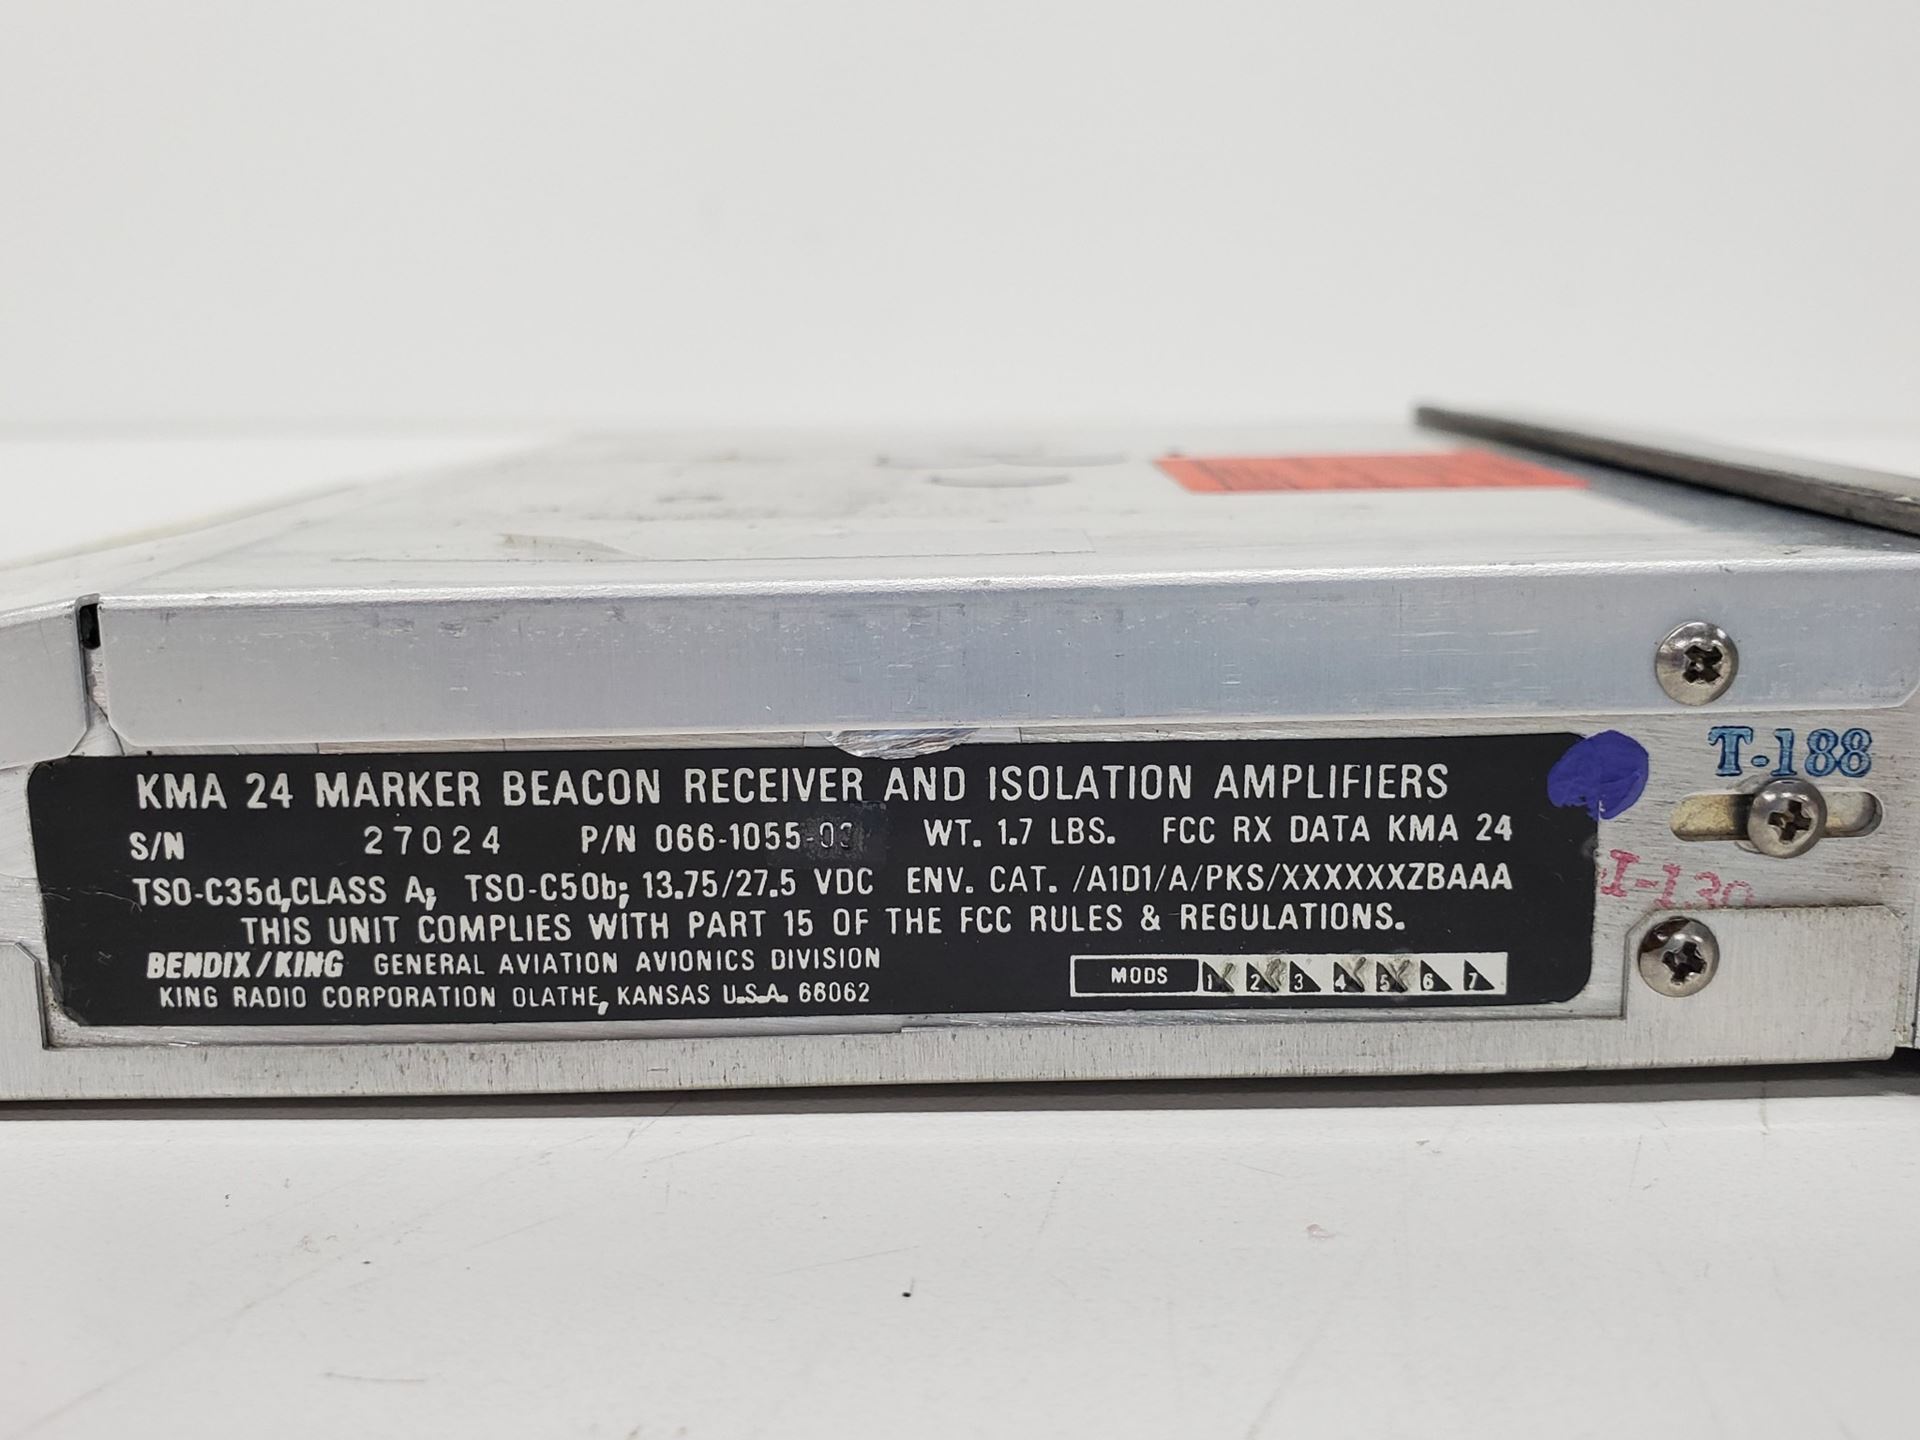 KMA 24 MARKER BEACON RECEIVER AND ISOLATION AMPLIFIERS
S/N 27024 P/N 066-1055-03 WT. 1.7 LBS. FCC RX DATA KMA 24
TSO-C35d, CLASS A; TSO-C50b; 13.75/27.5 VDC ENV. CAT. /A1D1/A/PKS/XXXXXXZBAAA
THIS UNIT COMPLIES WITH PART 15 OF THE FCC RULES & REGULATIONS.
BENDIX/KING GENERAL AVIATION AVIONICS DIVISION
KING RADIO CORPORATION OLATHE, KANSAS U.S.A. 66062
MODS 1 2 3 4 5 6 7
T-188
I-130